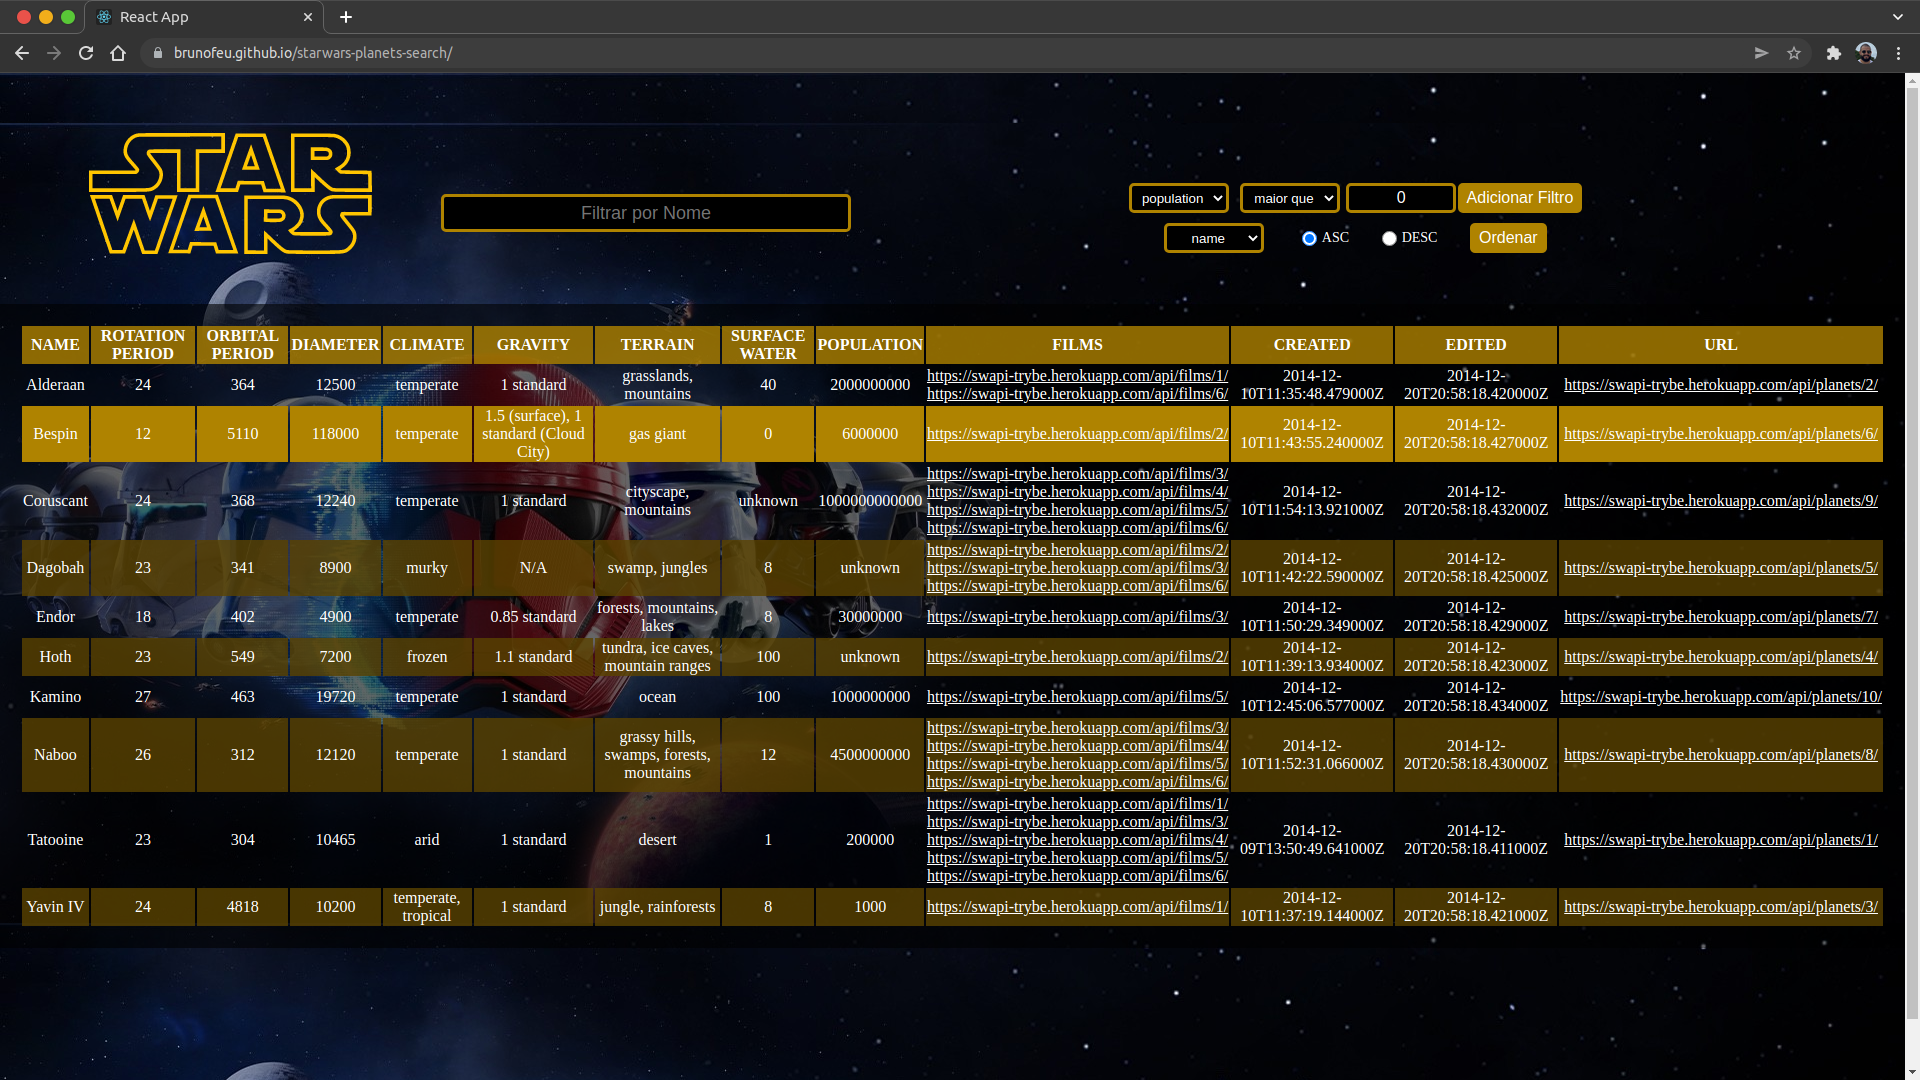 React App
brunofeu.github.io/starwars-planets-search/
STAR
WARS
Filtrar por Nome
population maior que 0 Adicionar Filtro
name ASC DESC Ordenar
NAME ROTATION PERIOD ORBITAL PERIOD DIAMETER CLIMATE GRAVITY TERRAIN SURFACE WATER POPULATION FILMS CREATED EDITED URL
Alderaan 24 364 12500 temperate 1 standard grasslands, mountains 40 2000000000 https://swapi-trybe.herokuapp.com/api/films/1/ https://swapi-trybe.herokuapp.com/api/films/6/ 2014-12-10T11:35:48.479000Z 2014-12-20T20:58:18.420000Z https://swapi-trybe.herokuapp.com/api/planets/2/
Bespin 12 5110 118000 temperate 1.5 (surface), 1 standard (Cloud City) gas giant 0 6000000 https://swapi-trybe.herokuapp.com/api/films/2/ 2014-12-10T11:43:55.240000Z 2014-12-20T20:58:18.427000Z https://swapi-trybe.herokuapp.com/api/planets/6/
Coruscant 24 368 12240 temperate 1 standard cityscape, mountains unknown 1000000000000 https://swapi-trybe.herokuapp.com/api/films/3/ https://swapi-trybe.herokuapp.com/api/films/4/ https://swapi-trybe.herokuapp.com/api/films/5/ https://swapi-trybe.herokuapp.com/api/films/6/ 2014-12-10T11:54:13.921000Z 2014-12-20T20:58:18.432000Z https://swapi-trybe.herokuapp.com/api/planets/9/
Dagobah 23 341 8900 murky N/A swamp, jungles 8 unknown https://swapi-trybe.herokuapp.com/api/films/2/ https://swapi-trybe.herokuapp.com/api/films/3/ https://swapi-trybe.herokuapp.com/api/films/6/ 2014-12-10T11:42:22.590000Z 2014-12-20T20:58:18.425000Z https://swapi-trybe.herokuapp.com/api/planets/5/
Endor 18 402 4900 temperate 0.85 standard forests, mountains, lakes 8 30000000 https://swapi-trybe.herokuapp.com/api/films/3/ 2014-12-10T11:50:29.349000Z 2014-12-20T20:58:18.429000Z https://swapi-trybe.herokuapp.com/api/planets/7/
Hoth 23 549 7200 frozen 1.1 standard tundra, ice caves, mountain ranges 100 unknown https://swapi-trybe.herokuapp.com/api/films/2/ 2014-12-10T11:39:13.934000Z 2014-12-20T20:58:18.423000Z https://swapi-trybe.herokuapp.com/api/planets/4/
Kamino 27 463 19720 temperate 1 standard ocean 100 1000000000 https://swapi-trybe.herokuapp.com/api/films/5/ 2014-12-10T12:45:06.577000Z 2014-12-20T20:58:18.434000Z https://swapi-trybe.herokuapp.com/api/planets/10/
Naboo 26 312 12120 temperate 1 standard grassy hills, swamps, forests, mountains 12 4500000000 https://swapi-trybe.herokuapp.com/api/films/3/ https://swapi-trybe.herokuapp.com/api/films/4/ https://swapi-trybe.herokuapp.com/api/films/5/ https://swapi-trybe.herokuapp.com/api/films/6/ 2014-12-10T11:52:31.066000Z 2014-12-20T20:58:18.430000Z https://swapi-trybe.herokuapp.com/api/planets/8/
Tatooine 23 304 10465 arid 1 standard desert 1 200000 https://swapi-trybe.herokuapp.com/api/films/1/ https://swapi-trybe.herokuapp.com/api/films/3/ https://swapi-trybe.herokuapp.com/api/films/4/ https://swapi-trybe.herokuapp.com/api/films/5/ https://swapi-trybe.herokuapp.com/api/films/6/ 2014-12-09T13:50:49.641000Z 2014-12-20T20:58:18.411000Z https://swapi-trybe.herokuapp.com/api/planets/1/
Yavin IV 24 4818 10200 temperate, tropical 1 standard jungle, rainforests 8 1000 https://swapi-trybe.herokuapp.com/api/films/1/ 2014-12-10T11:37:19.144000Z 2014-12-20T20:58:18.421000Z https://swapi-trybe.herokuapp.com/api/planets/3/